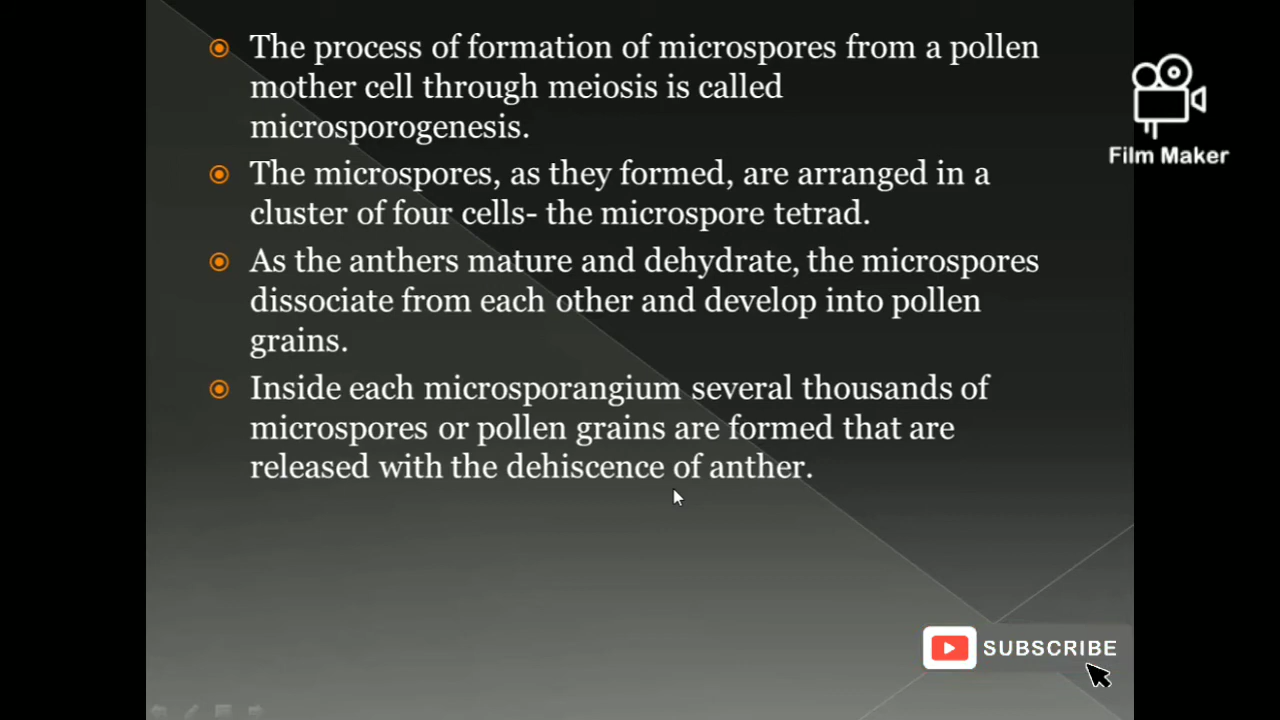 The process of formation of microspores from a pollen
mother cell through meiosis is called
microsporogenesis.
The microspores, as they formed, are arranged in a
cluster of four cells- the microspore tetrad.
As the anthers mature and dehydrate, the microspores
dissociate from each other and develop into pollen
grains.
Inside each microsporangium several thousands of
microspores or pollen grains are formed that are
released with the dehiscence of anther.
Film Maker
SUBSCRIBE